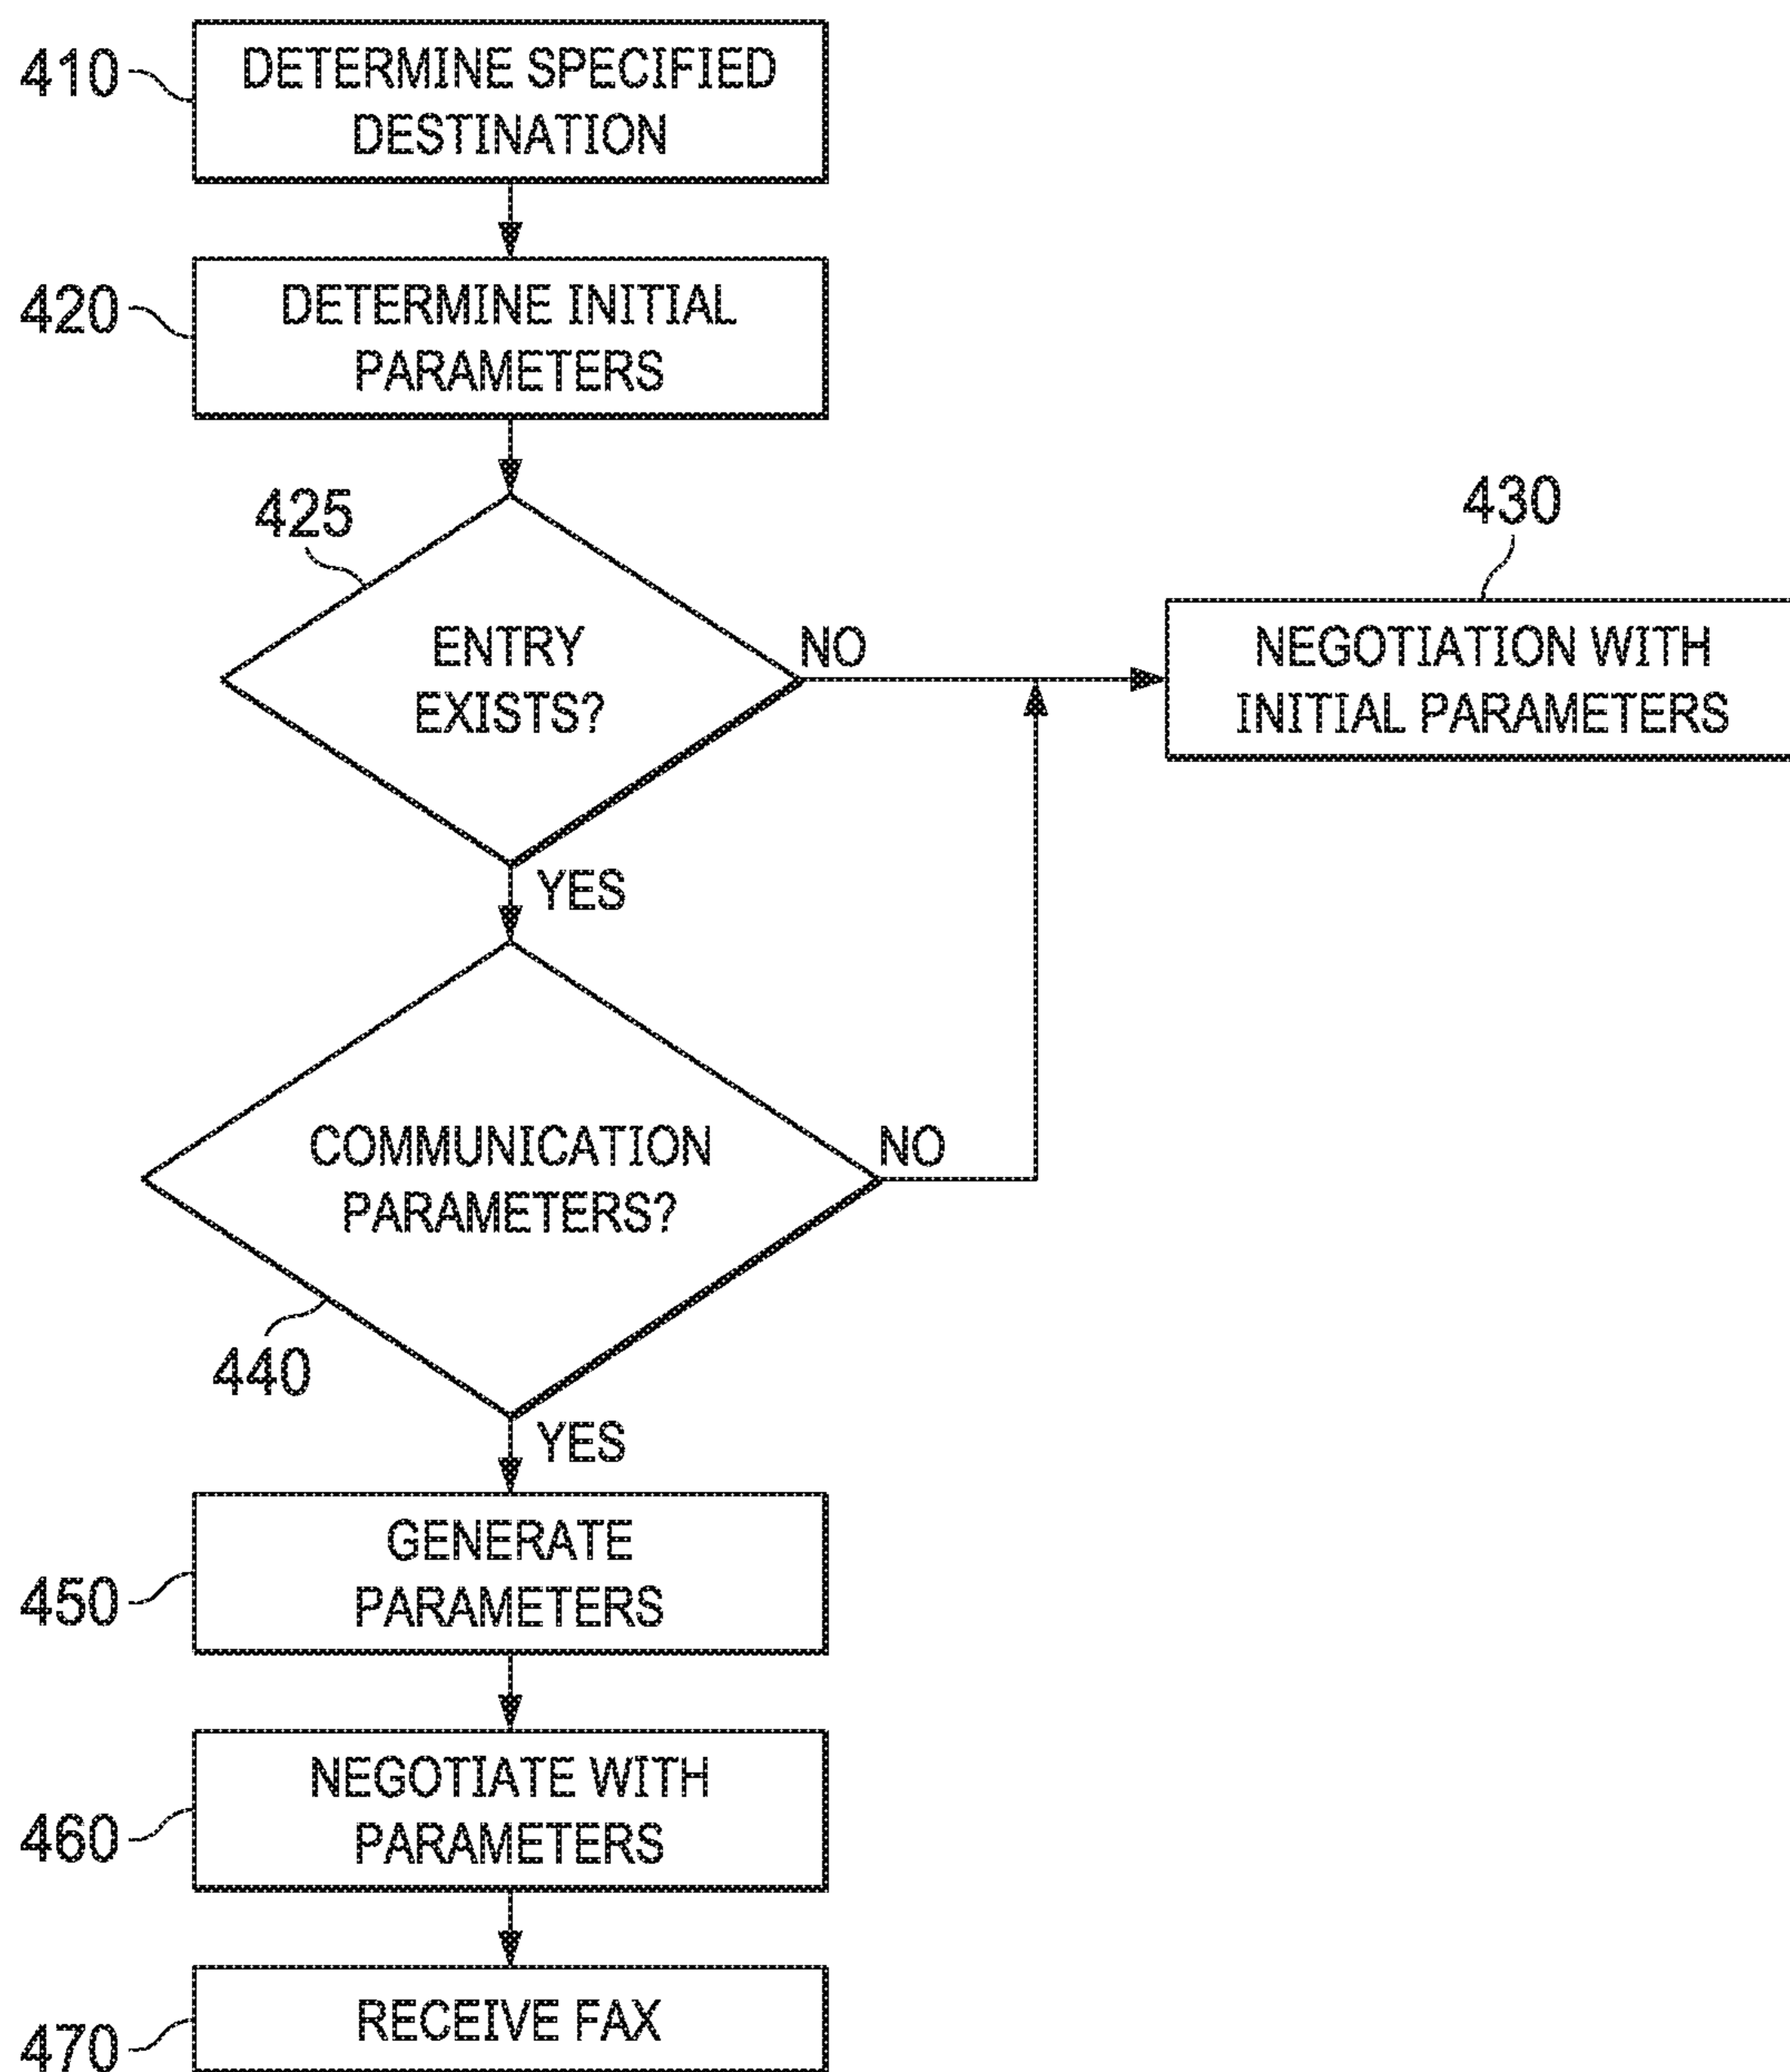 410
DETERMINE SPECIFIED
DESTINATION
420
DETERMINE INITIAL
PARAMETERS
425
430
ENTRY
EXISTS?
NO
NEGOTIATION WITH
INITIAL PARAMETERS
YES
COMMUNICATION
PARAMETERS?
NO
440
YES
450
GENERATE
PARAMETERS
460
NEGOTIATE WITH
PARAMETERS
470
RECEIVE FAX